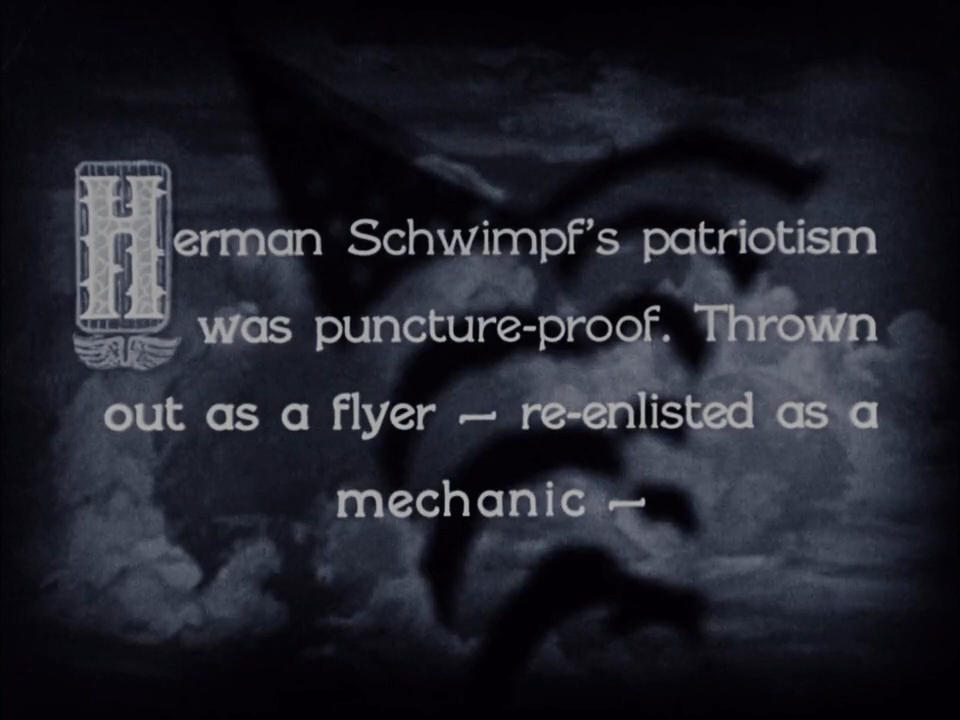 Herman Schwimpf's patriotism
was puncture-proof. Thrown
out as a flyer — re-enlisted as a
mechanic —